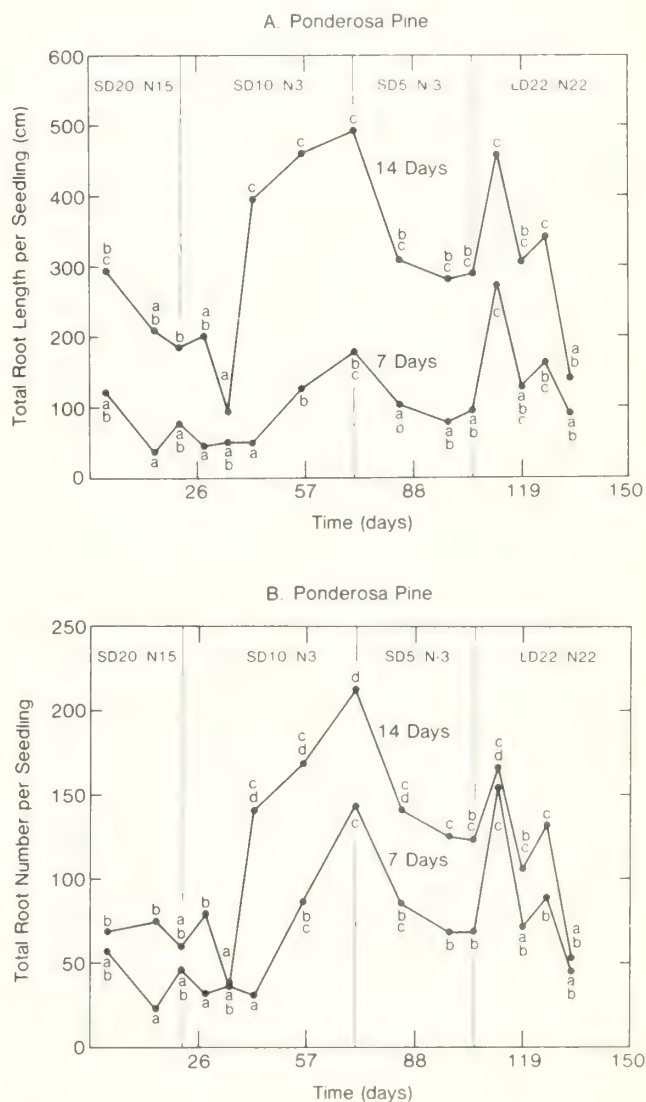 A. Ponderosa Pine
600
500
400
300
200
100
0
Total Root Length per Seedling (cm)
SD20 N15
SD10 N3
SD5 N-3
LD22 N22
14 Days
b
c
a
b
b
a
b
a
c
c
c
b
c
b
c
b
c
c
b
c
c
a
b
7 Days
a
b
a
a
b
a
a
b
a
b
b
c
a
a
b
a
b
c
a
b
c
b
c
a
b
26
57
88
119
150
Time (days)
B. Ponderosa Pine
250
200
150
100
50
0
Total Root Number per Seedling
SD20 N15
SD10 N3
SD5 N-3
LD22 N22
14 Days
b
b
a
b
b
a
c
d
c
d
d
c
d
c
b
c
c
d
b
c
c
a
b
7 Days
a
b
a
a
b
a
a
b
a
b
c
c
b
c
b
b
c
a
b
b
a
b
26
57
88
119
150
Time (days)